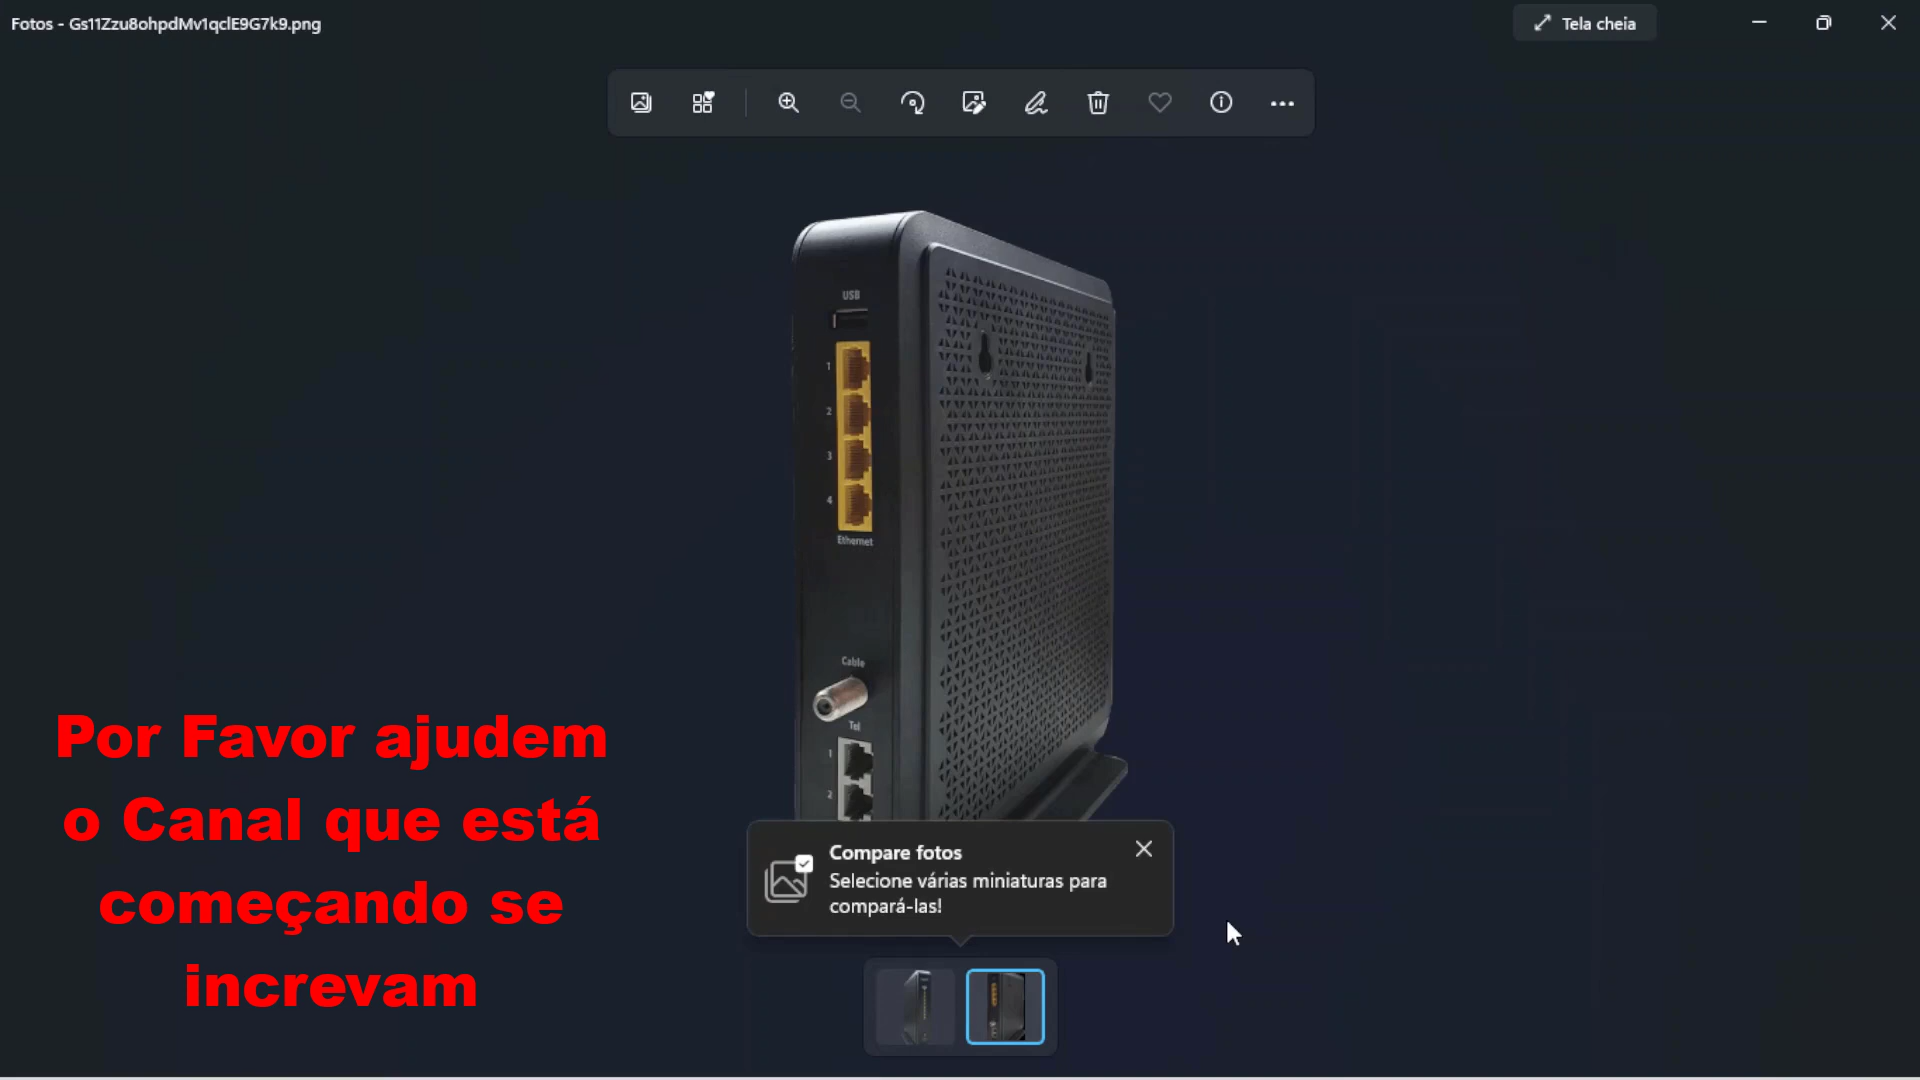 Fotos - Gs11Zzu8ohpdMv1qclE9G7k9.png
Tela cheia
USB
1
2
3
4
Ethernet
Cable
Tel
1
2
Por Favor ajudem
o Canal que está
começando se
increvam
Compare fotos
Selecione várias miniaturas para
compará-las!